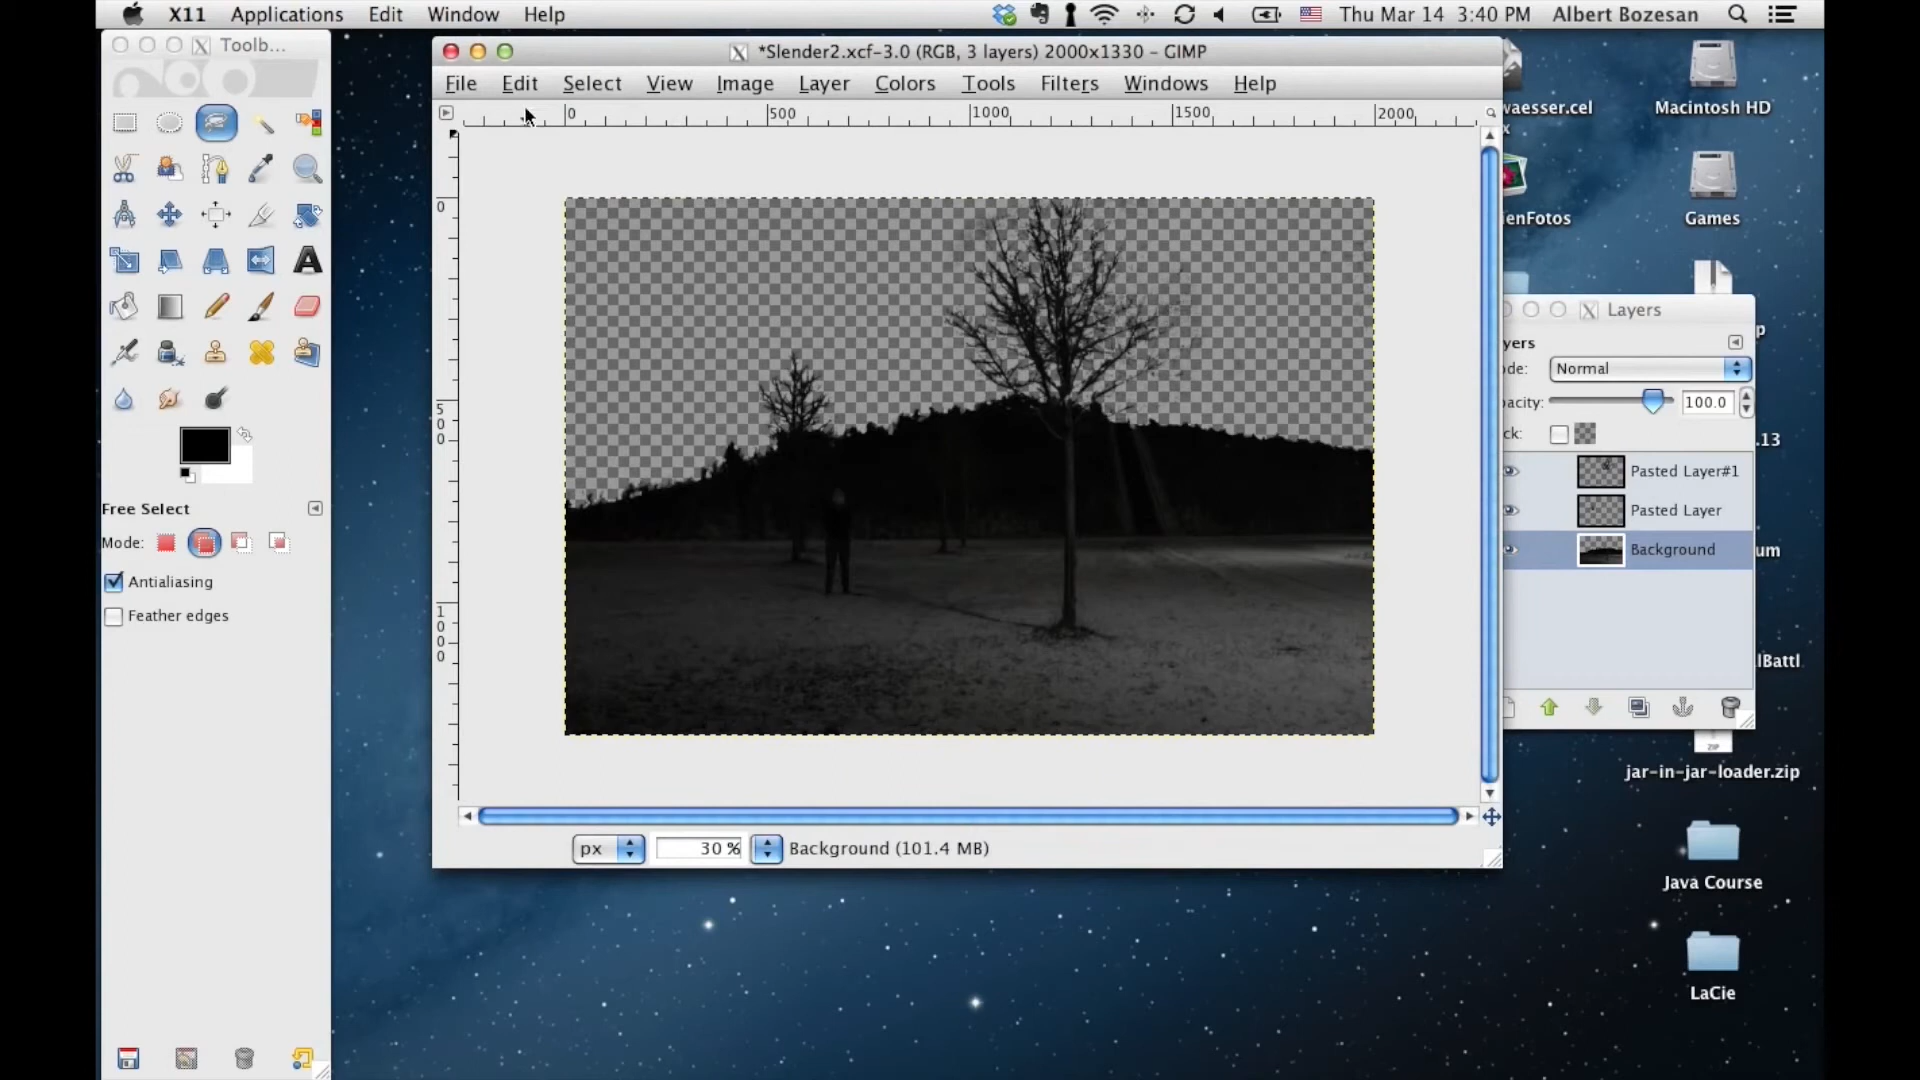 X11 Applications Edit Window Help Thu Mar 14 3:40 PM Albert Bozesan
Toolb...
*Slender2.xcf-3.0 (RGB, 3 layers) 2000x1330 – GIMP
File Edit Select View Image Layer Colors Tools Filters Windows Help
0 500 1000 1500 2000
0
500
1000
Free Select
Mode:
Antialiasing
Feather edges
px 30 % Background (101.4 MB)
waesser.cel
x
Macintosh HD
ienFotos
Games
Layers
yers
de: Normal
pacity: 100.0
ck:
Pasted Layer#1
Pasted Layer
Background
p
.13
um
lBattl
ZIP
jar-in-jar-loader.zip
Java Course
LaCie